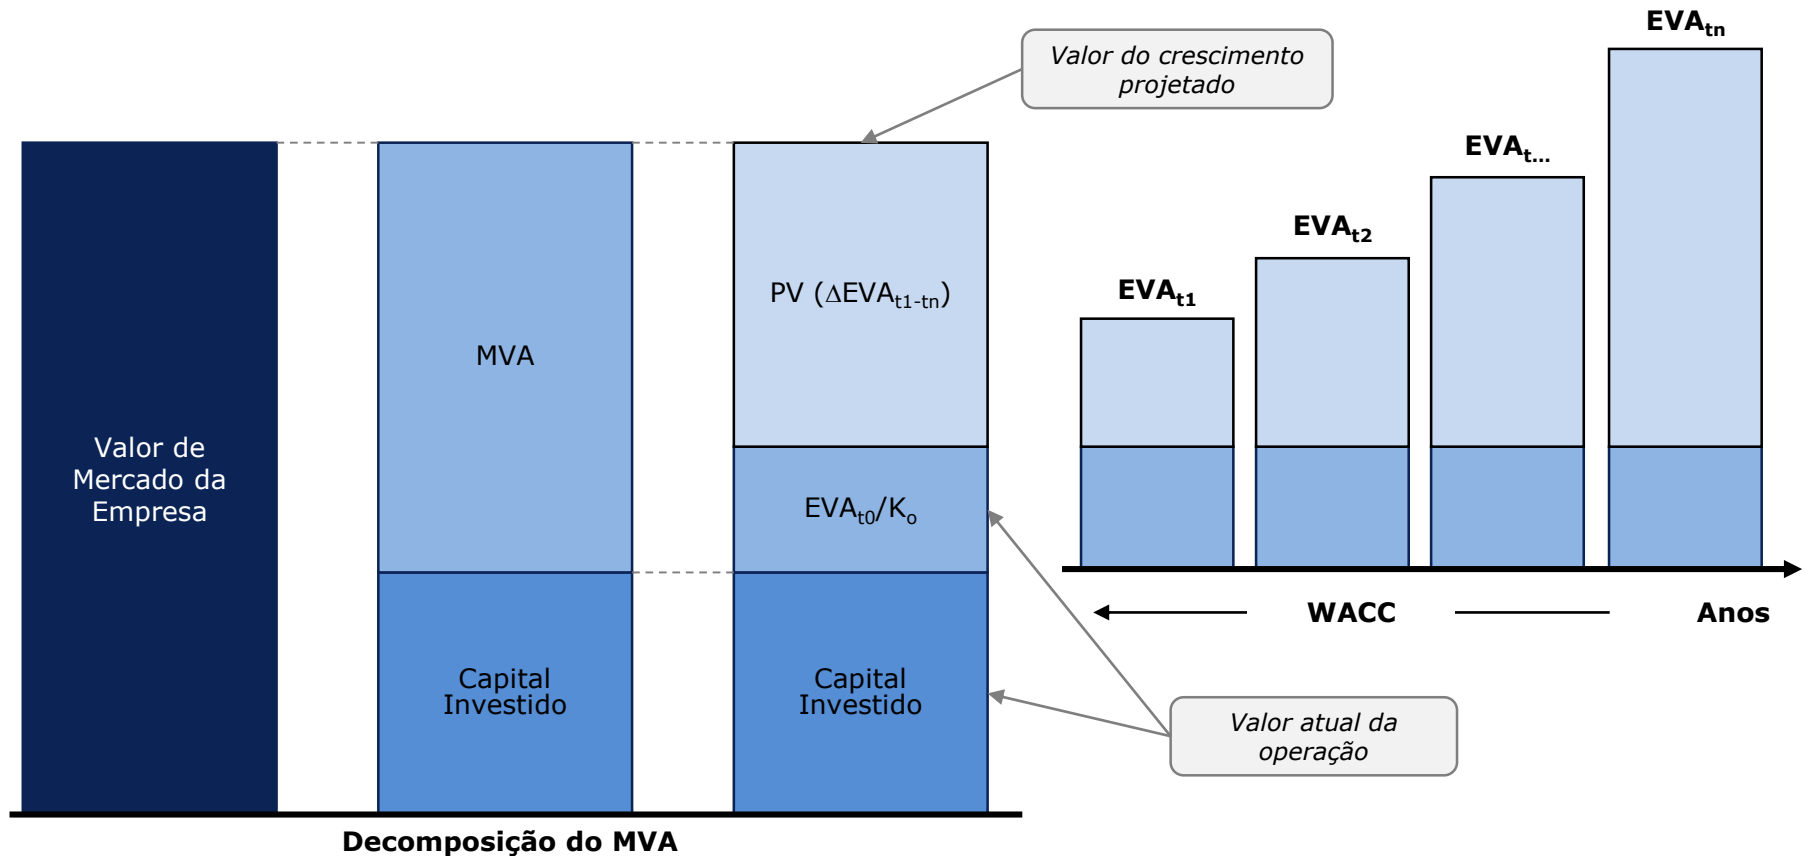 EVAtn
Valor do crescimento
projetado
EVAt...
EVAt2
EVAt1
PV (ΔEVAt1-tn)
MVA
Valor de
Mercado da
Empresa
EVAt0/Ko
WACC
Anos
Capital
Investido
Capital
Investido
Valor atual da
operação
Decomposição do MVA